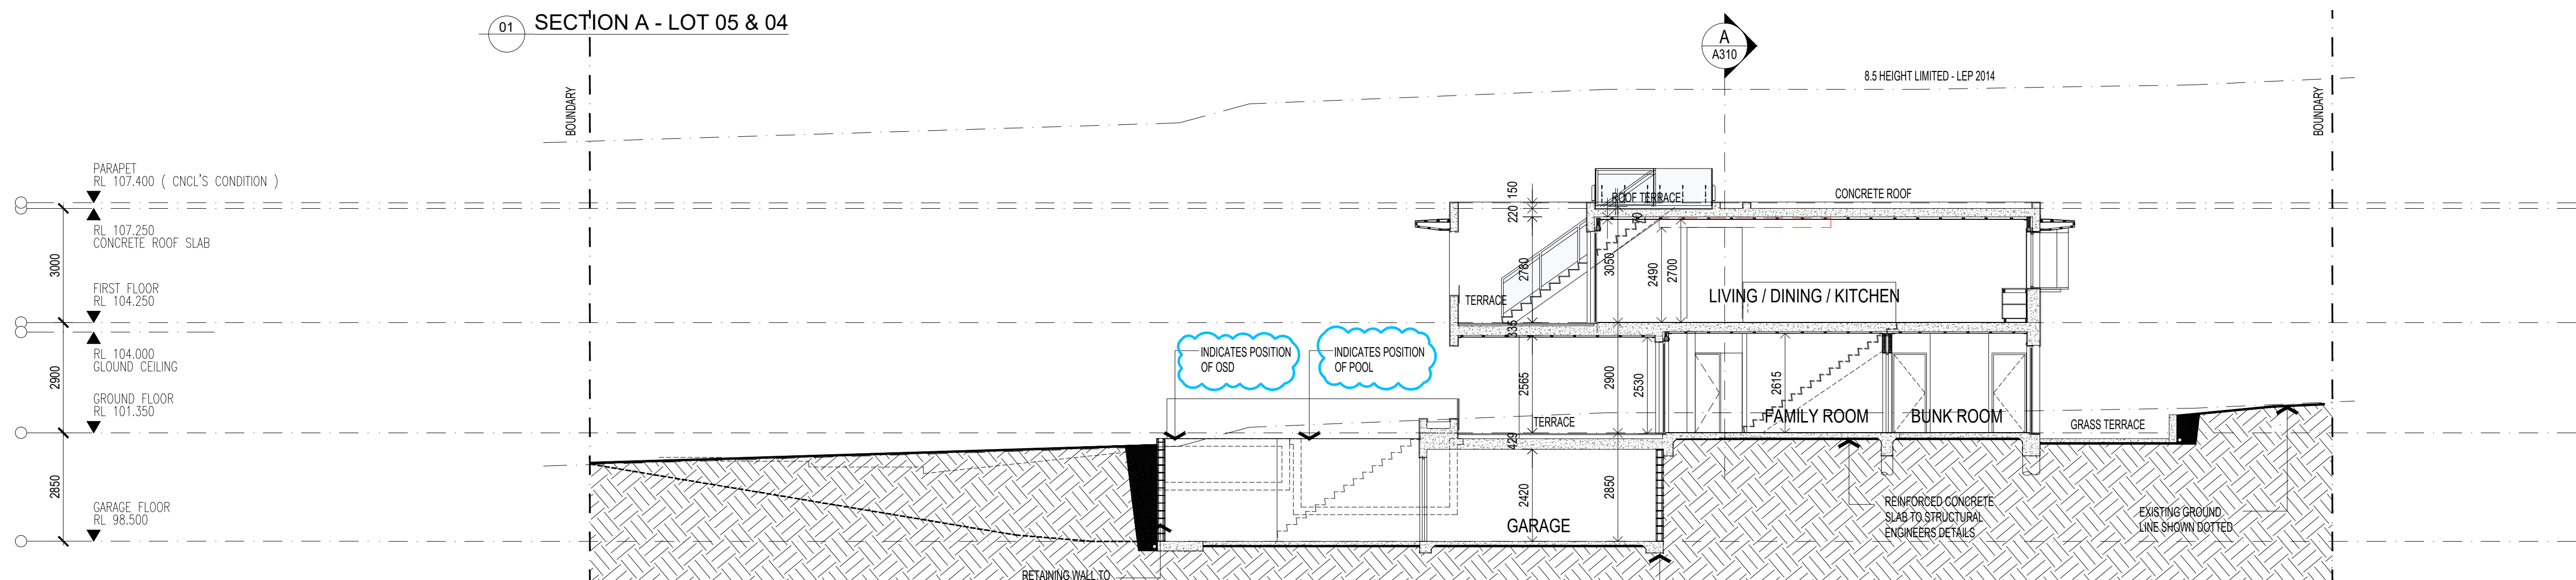 01 SECTION A - LOT 05 & 04
A
A310
8.5 HEIGHT LIMITED - LEP 2014
BOUNDARY
BOUNDARY
PARAPET
RL 107.400 ( CNCL'S CONDITION )
RL 107.250
CONCRETE ROOF SLAB
3000
FIRST FLOOR
RL 104.250
RL 104.000
GLOUND CEILING
2900
GROUND FLOOR
RL 101.350
2850
GARAGE FLOOR
RL 98.500
ROOF TERRACE
CONCRETE ROOF
150
220
70
2780
3050
2490
2700
TERRACE
LIVING / DINING / KITCHEN
335
INDICATES POSITION
OF OSD
INDICATES POSITION
OF POOL
2565
2900
2530
2615
TERRACE
FAMILY ROOM
BUNK ROOM
GRASS TERRACE
429
2420
2850
GARAGE
REINFORCED CONCRETE
SLAB TO STRUCTURAL
ENGINEERS DETAILS
EXISTING GROUND
LINE SHOWN DOTTED
RETAINING WALL TO